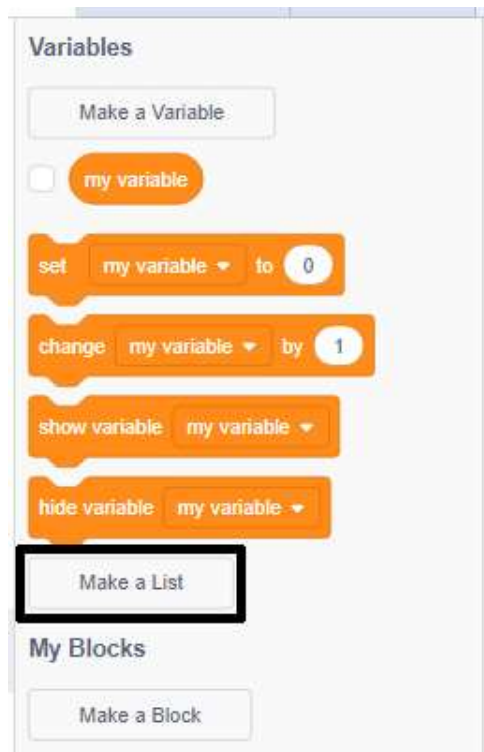 Variables
Make a Variable
my variable
set my variable to 0
change my variable by 1
show variable my variable
hide variable my variable
Make a List
My Blocks
Make a Block